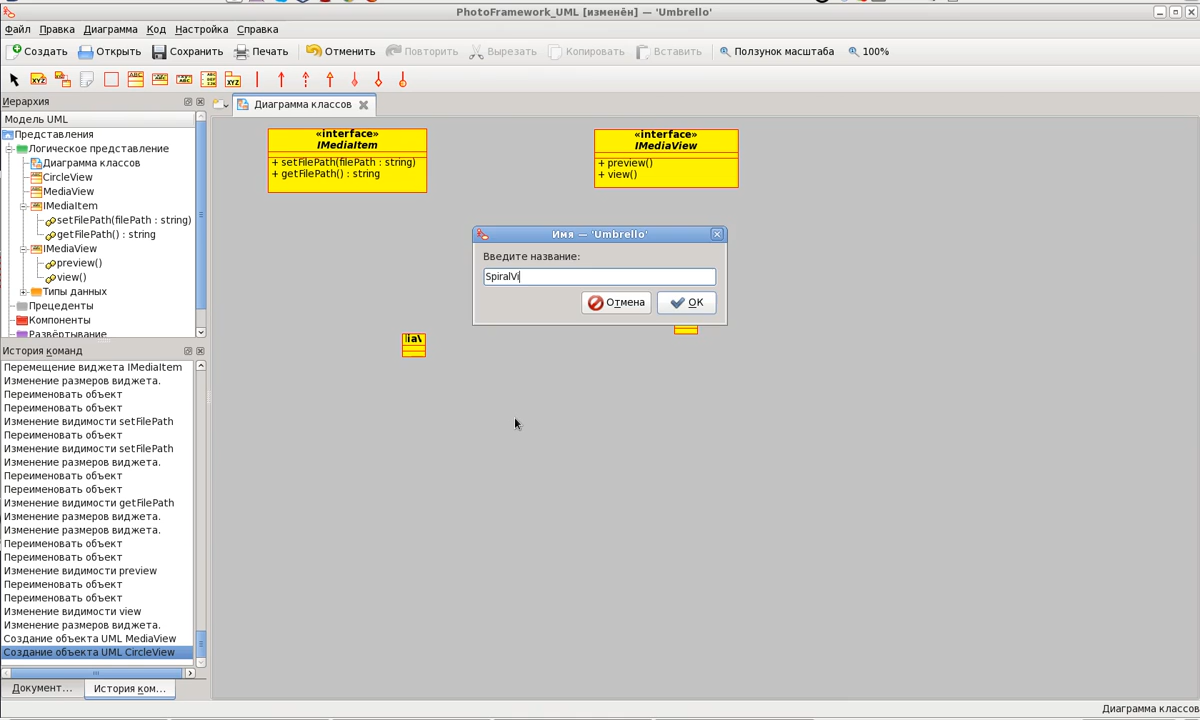 PhotoFramework_UML [изменён] — 'Umbrello'
Файл Правка Диаграмма Код Настройка Справка
Создать Открыть Сохранить Печать Отменить Повторить Вырезать Копировать Вставить Ползунок масштаба 100%
XYZ
Иерархия
Диаграмма классов
Модель UML
Представления
Логическое представление
Диаграмма классов
CircleView
MediaView
IMediaItem
setFilePath(filePath : string)
getFilePath() : string
IMediaView
preview()
view()
Типы данных
Прецеденты
Компоненты
Развёртывание
История команд
Перемещение виджета IMediaItem
Изменение размеров виджета.
Переименовать объект
Переименовать объект
Изменение видимости setFilePath
Переименовать объект
Изменение видимости setFilePath
Изменение размеров виджета.
Переименовать объект
Переименовать объект
Изменение видимости getFilePath
Изменение размеров виджета.
Изменение размеров виджета.
Переименовать объект
Переименовать объект
Изменение видимости preview
Переименовать объект
Переименовать объект
Изменение видимости view
Изменение размеров виджета.
Создание объекта UML MediaView
Создание объекта UML CircleView
Документ... История ком...
«interface»
IMediaItem
+ setFilePath(filePath : string)
+ getFilePath() : string
«interface»
IMediaView
+ preview()
+ view()
Имя — 'Umbrello'
Введите название:
SpiralVi
Отмена OK
Диаграмма классов